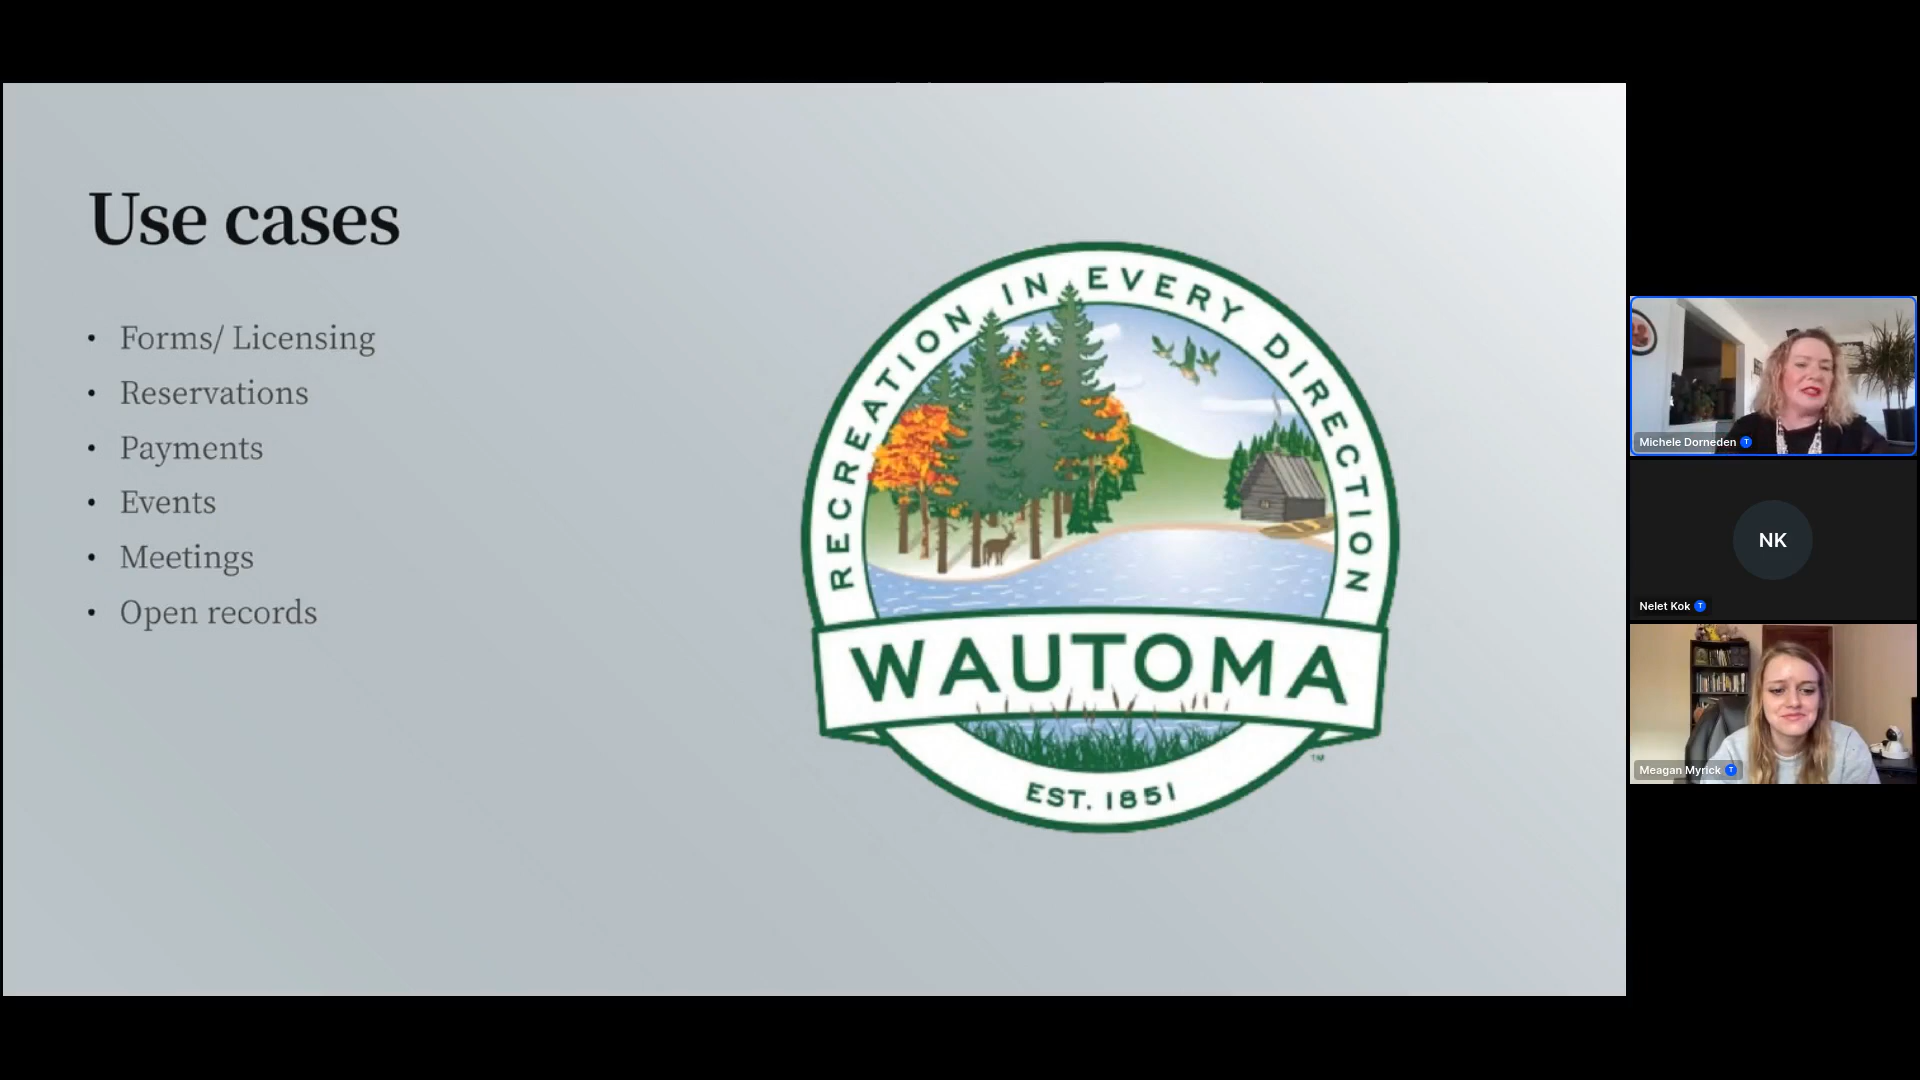 Use cases
• Forms/ Licensing
• Reservations
• Payments
• Events
• Meetings
• Open records
RECREATION IN EVERY DIRECTION
WAUTOMA
TM
EST. 1851
Michele Dorneden T
NK
Nelet Kok T
Meagan Myrick T